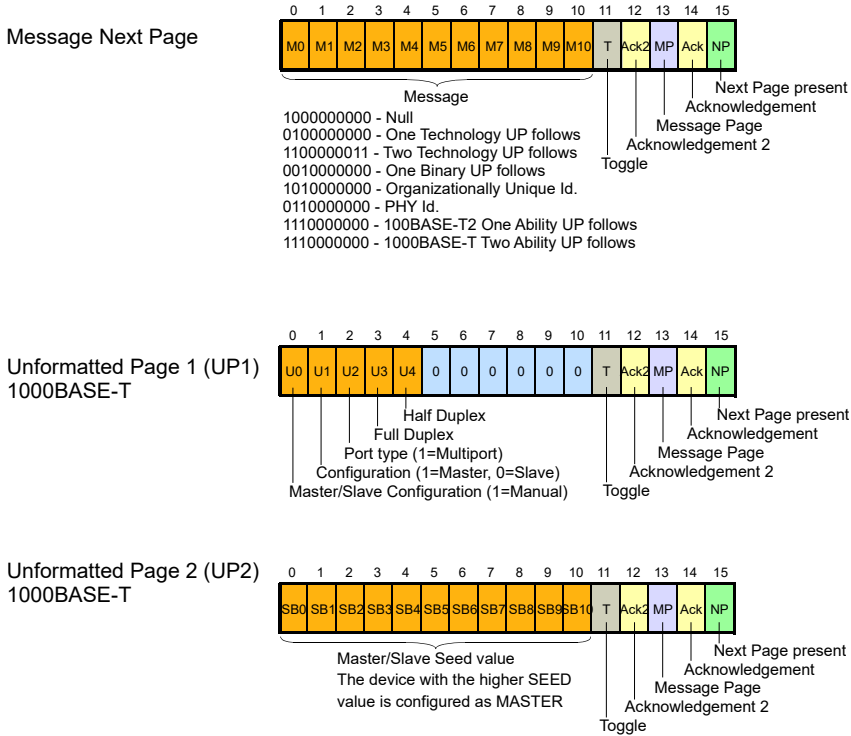 0 1 2 3 4 5 6 7 8 9 10 11 12 13 14 15
Message Next Page
M0 M1 M2 M3 M4 M5 M6 M7 M8 M9 M10 T Ack2 MP Ack NP
Message
Next Page present
Acknowledgement
Message Page
Acknowledgement 2
Toggle
1000000000 - Null
0100000000 - One Technology UP follows
1100000011 - Two Technology UP follows
0010000000 - One Binary UP follows
1010000000 - Organizationally Unique Id.
0110000000 - PHY Id.
1110000000 - 100BASE-T2 One Ability UP follows
1110000000 - 1000BASE-T Two Ability UP follows
0 1 2 3 4 5 6 7 8 9 10 11 12 13 14 15
Unformatted Page 1 (UP1)
1000BASE-T
U0 U1 U2 U3 U4 0 0 0 0 0 0 T Ack2 MP Ack NP
Half Duplex
Full Duplex
Port type (1=Multiport)
Configuration (1=Master, 0=Slave)
Master/Slave Configuration (1=Manual)
Next Page present
Acknowledgement
Message Page
Acknowledgement 2
Toggle
0 1 2 3 4 5 6 7 8 9 10 11 12 13 14 15
Unformatted Page 2 (UP2)
1000BASE-T
SB0 SB1 SB2 SB3 SB4 SB5 SB6 SB7 SB8 SB9 SB10 T Ack2 MP Ack NP
Master/Slave Seed value
The device with the higher SEED
value is configured as MASTER
Next Page present
Acknowledgement
Message Page
Acknowledgement 2
Toggle